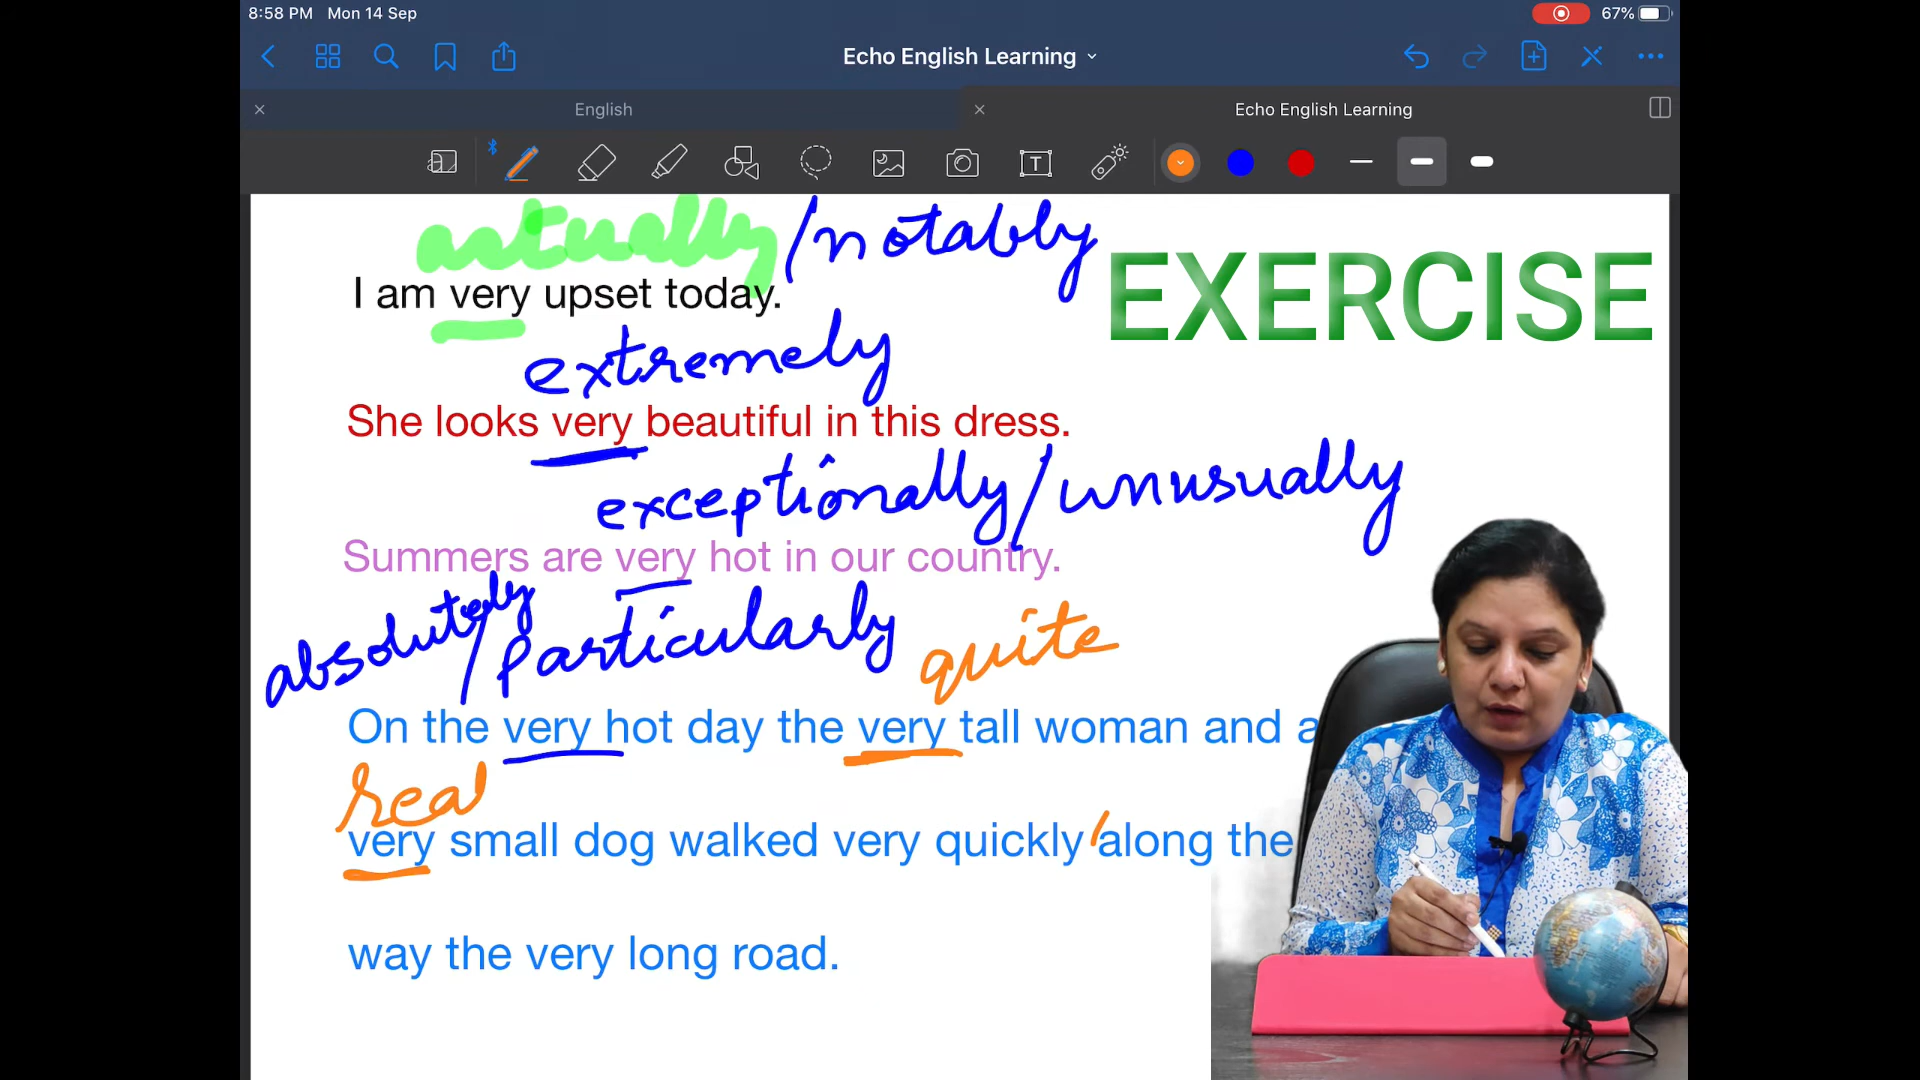 8:58 PM Mon 14 Sep 67%
Echo English Learning
English
Echo English Learning
T
actually/notably
EXERCISE
I am very upset today.
extremely
She looks very beautiful in this dress.
exceptionally/unusually
Summers are very hot in our country.
absolutely/particularly quite
On the very hot day the very tall woman and a
real
very small dog walked very quickly along the
way the very long road.